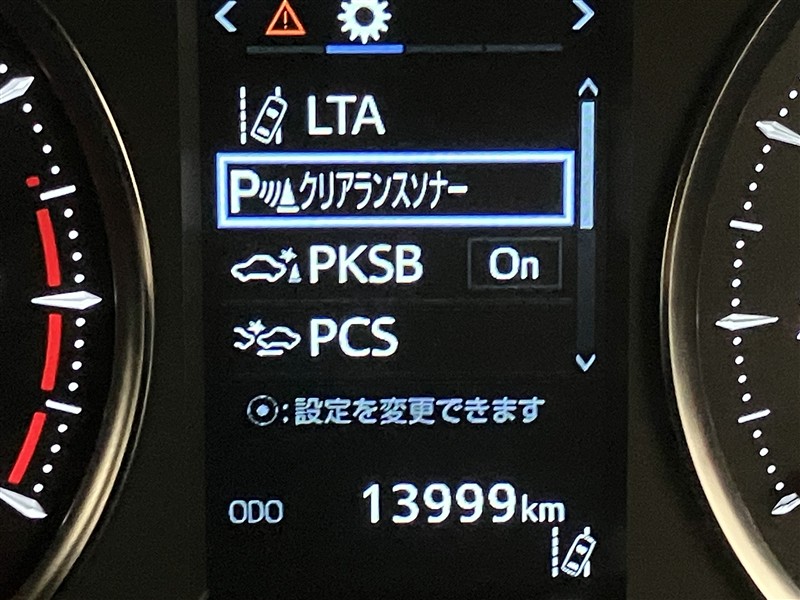 LTA
P クリアランスソナー
PKSB On
PCS
:設定を変更できます
ODO 13999km